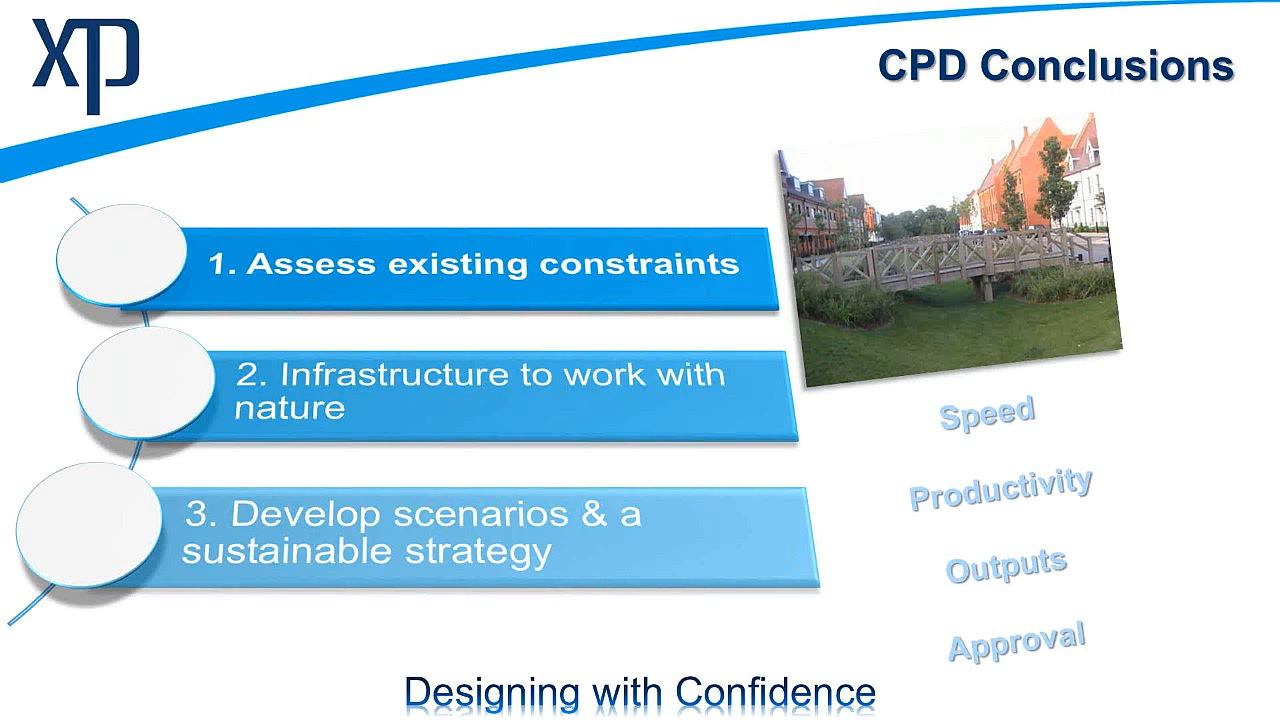 xp
CPD Conclusions
1. Assess existing constraints
2. Infrastructure to work with
nature
3. Develop scenarios & a
sustainable strategy
Speed
Productivity
Outputs
Approval
Designing with Confidence